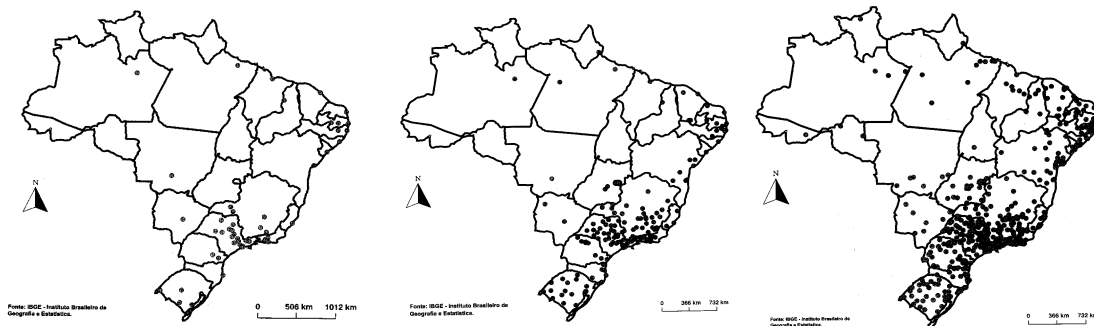 N
Fonte: IBGE - Instituto Brasileiro de
Geografia e Estatística.
0 506 km 1012 km
N
Fonte: IBGE - Instituto Brasileiro de
Geografia e Estatística.
0 366 km 732 km
N
Fonte: IBGE - Instituto Brasileiro de
Geografia e Estatística.
0 366 km 732 km